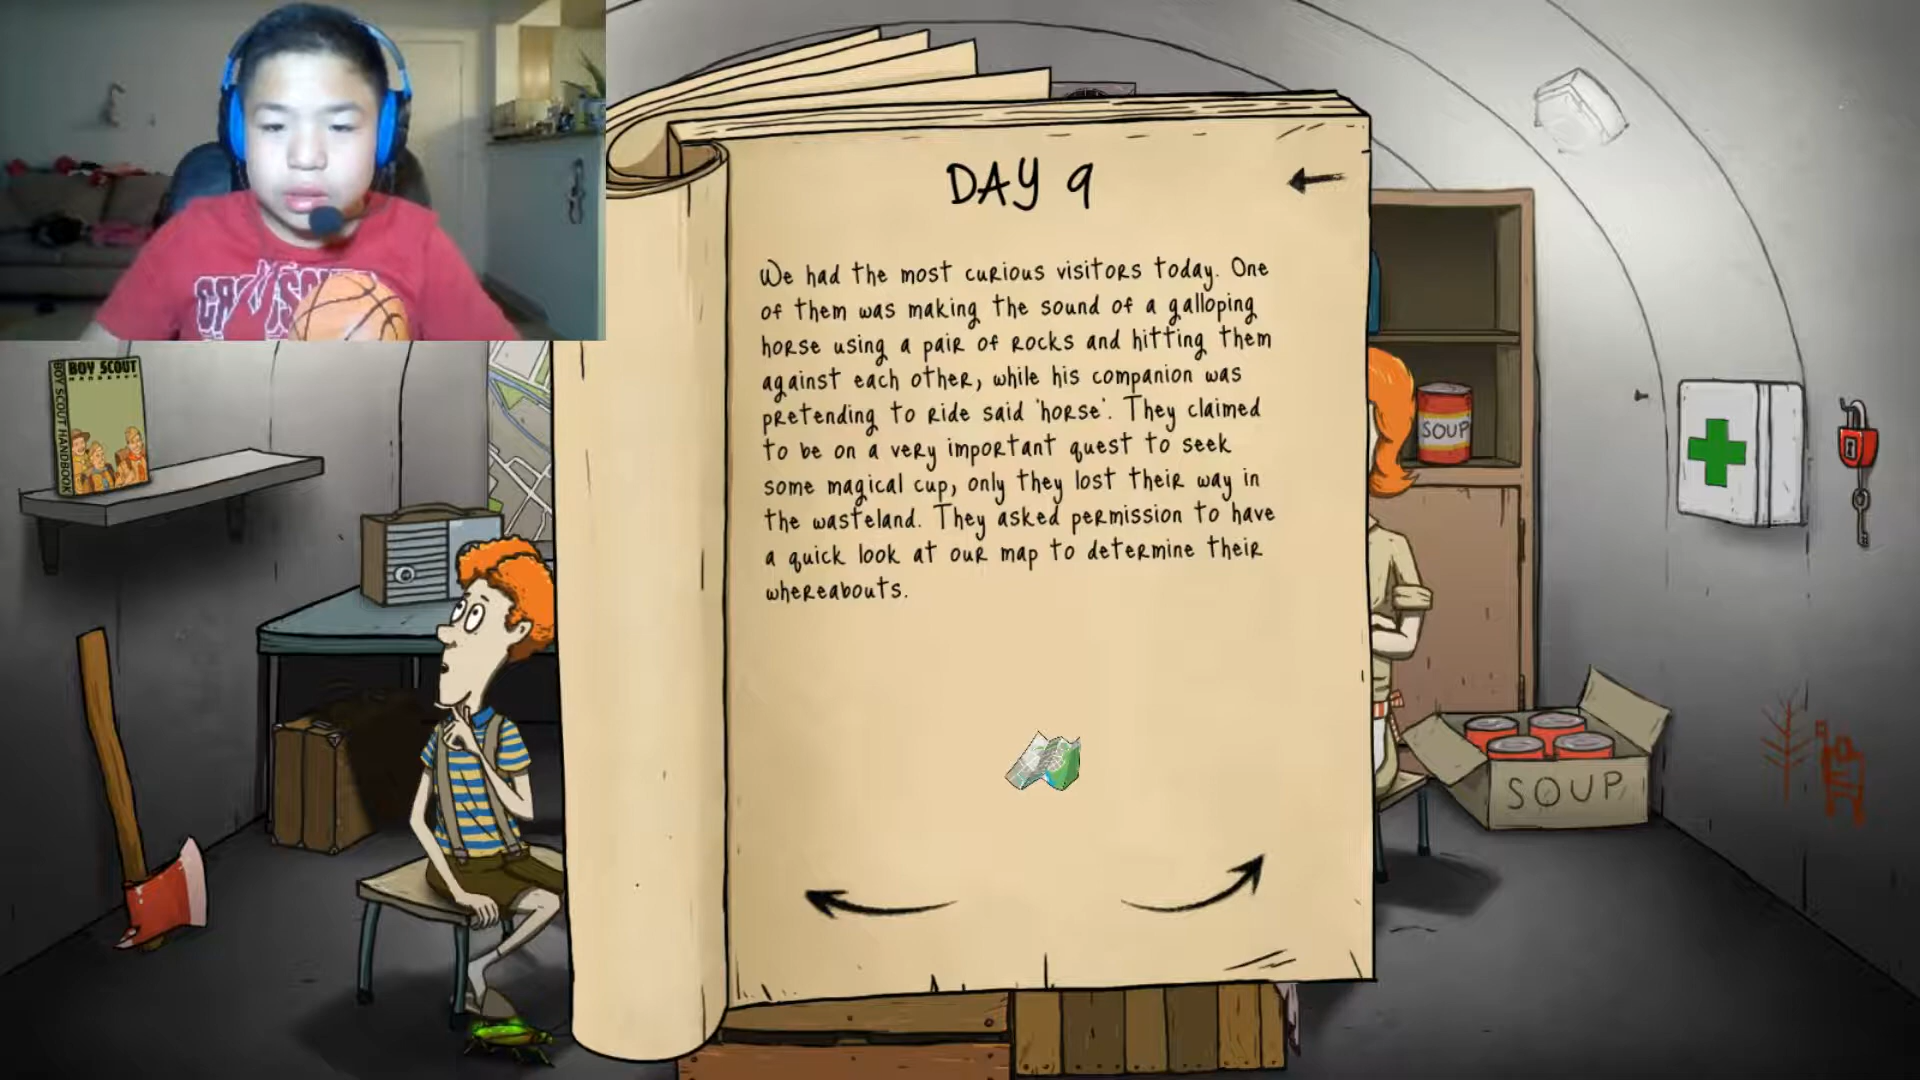 DAY 9
We had the most curious visitors today. One
of them was making the sound of a galloping
horse using a pair of rocks and hitting them
against each other, while his companion was
pretending to ride said 'horse'. They claimed
to be on a very important quest to seek
some magical cup, only they lost their way in
the wasteland. They asked permission to have
a quick look at our map to determine their
whereabouts.
BOY SCOUT
HANDBOOK
BOY SCOUT HANDBOOK
SOUP
SOUP